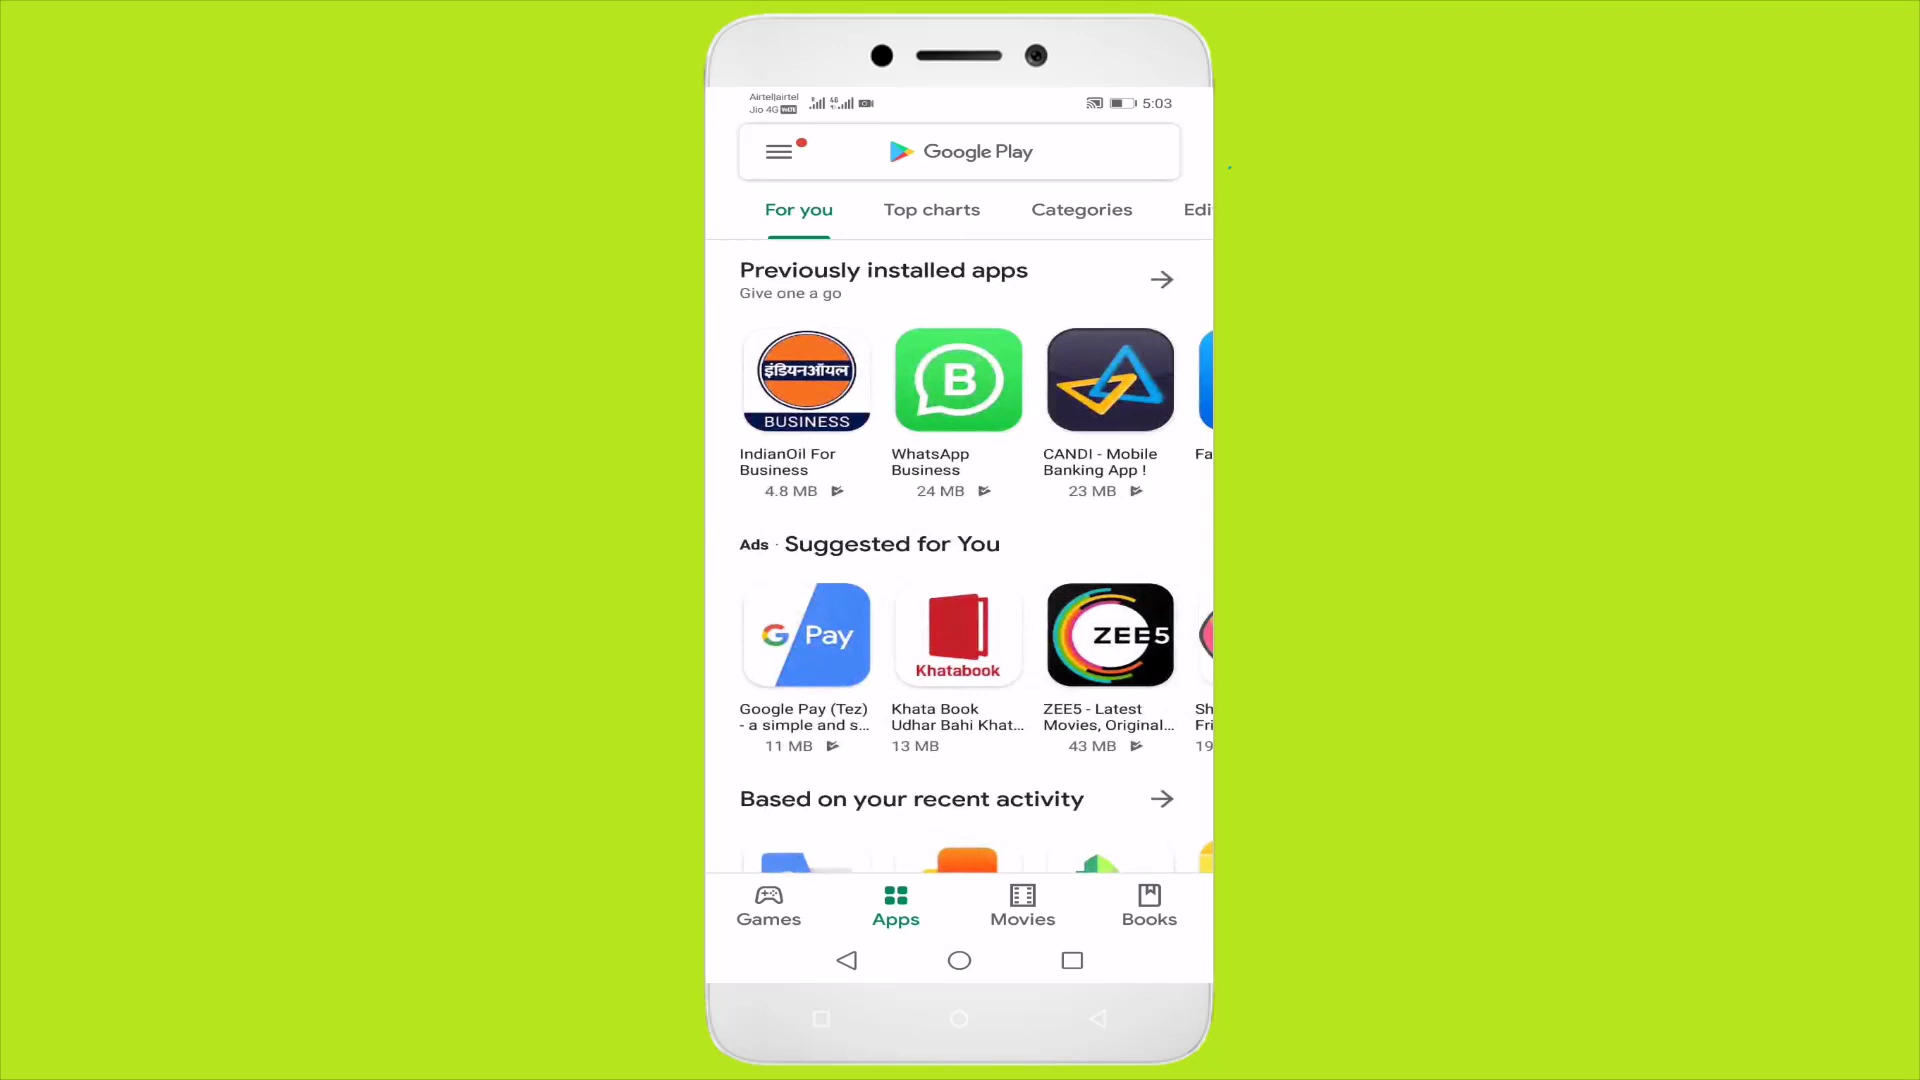 Airtel|airtel
Jio 4G VoLTE
4G
5:03
Google Play
For you Top charts Categories Edi
Previously installed apps
Give one a go
इंडियनऑयल
BUSINESS
B
IndianOil For
Business
4.8 MB
WhatsApp
Business
24 MB
CANDI - Mobile
Banking App !
23 MB
Fa
Ads · Suggested for You
G Pay
Khatabook
ZEE5
Google Pay (Tez)
- a simple and s...
11 MB
Khata Book
Udhar Bahi Khat...
13 MB
ZEE5 - Latest
Movies, Original...
43 MB
Sh
Fri
19
Based on your recent activity
Games Apps Movies Books